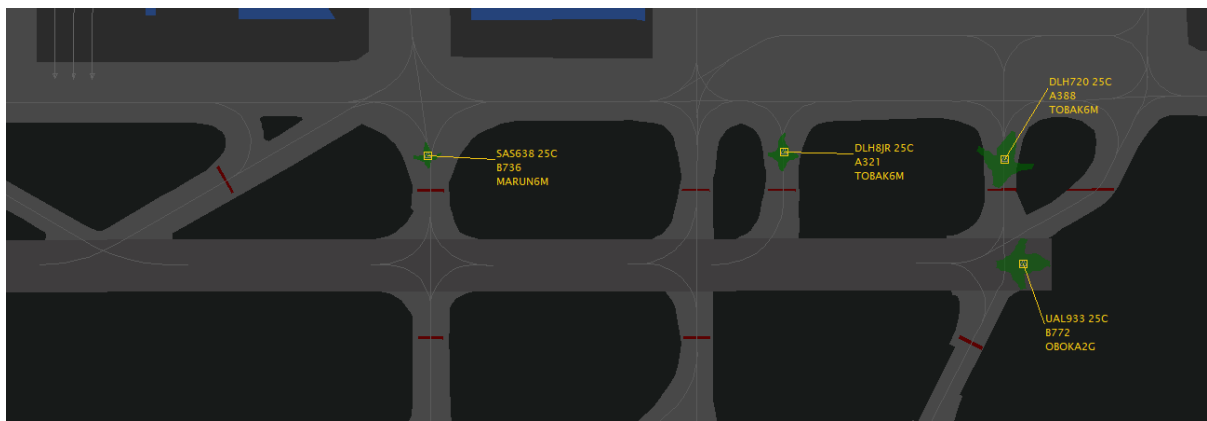 DLH720 25C
A388
TOBAK6M
SAS638 25C
B736
MARUN6M
DLH8JR 25C
A321
TOBAK6M
UAL933 25C
B772
OBOKA2G